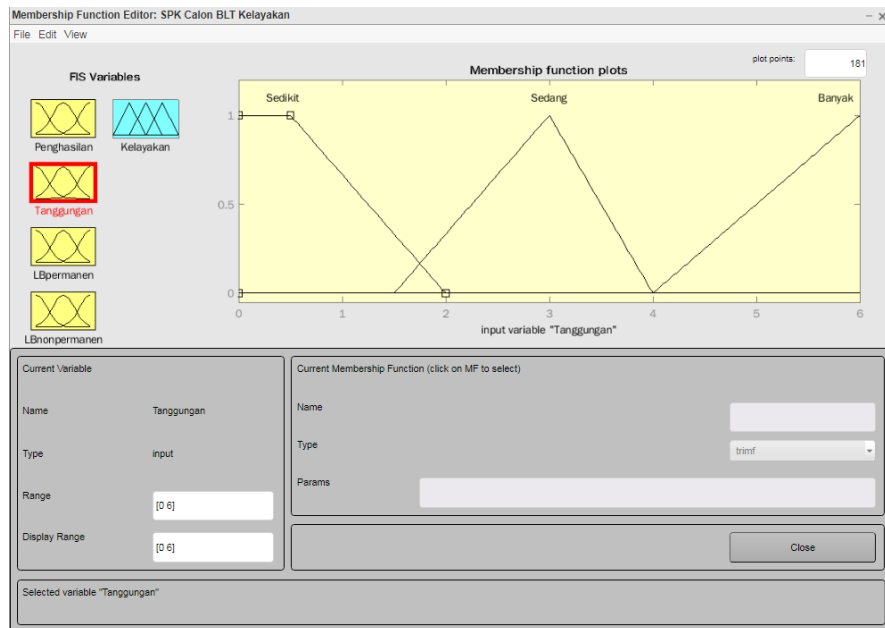 Membership Function Editor: SPK Calon BLT Kelayakan
File Edit View
FIS Variables
Penghasilan
Kelayakan
Tanggungan
LBpermanen
LBnonpermanen
plot points:
181
Membership function plots
Sedikit
Sedang
Banyak
1
0.5
0
0 1 2 3 4 5 6
input variable "Tanggungan"
Current Variable
Name Tanggungan
Type input
Range [0 6]
Display Range [0 6]
Current Membership Function (click on MF to select)
Name
Type trimf
Params
Close
Selected variable "Tanggungan"